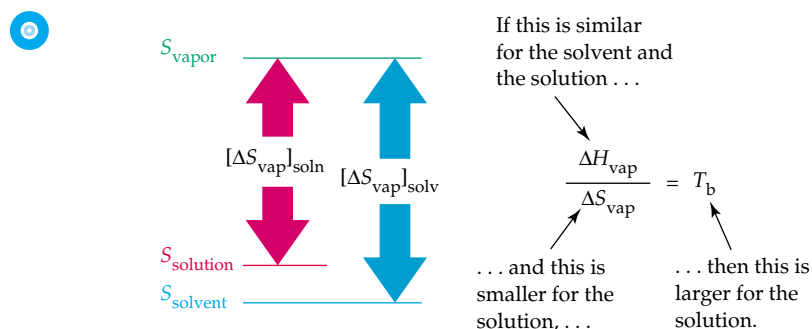 S_vapor
[ΔS_vap]_soln
[ΔS_vap]_solv
S_solution
S_solvent
If this is similar
for the solvent and
the solution . . .
ΔH_vap
ΔS_vap
= T_b
. . . and this is
smaller for the
solution, . . .
. . . then this is
larger for the
solution.